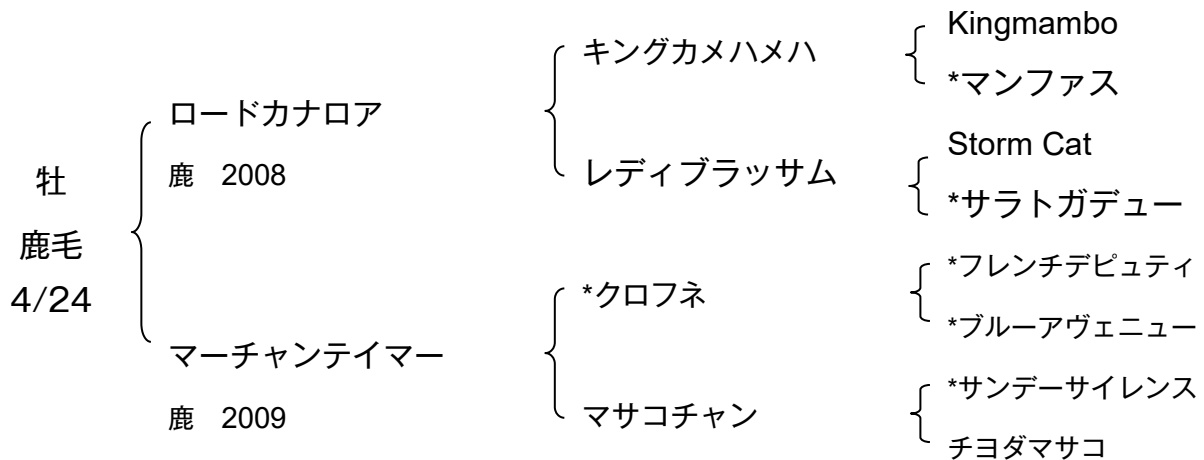 牡
鹿毛
4/24
ロードカナロア
鹿　2008
マーチャンテイマー
鹿　2009
キングカメハメハ
レディブラッサム
*クロフネ
マサコチャン
Kingmambo
*マンファス
Storm Cat
*サラトガデュー
*フレンチデピュティ
*ブルーアヴェニュー
*サンデーサイレンス
チヨダマサコ